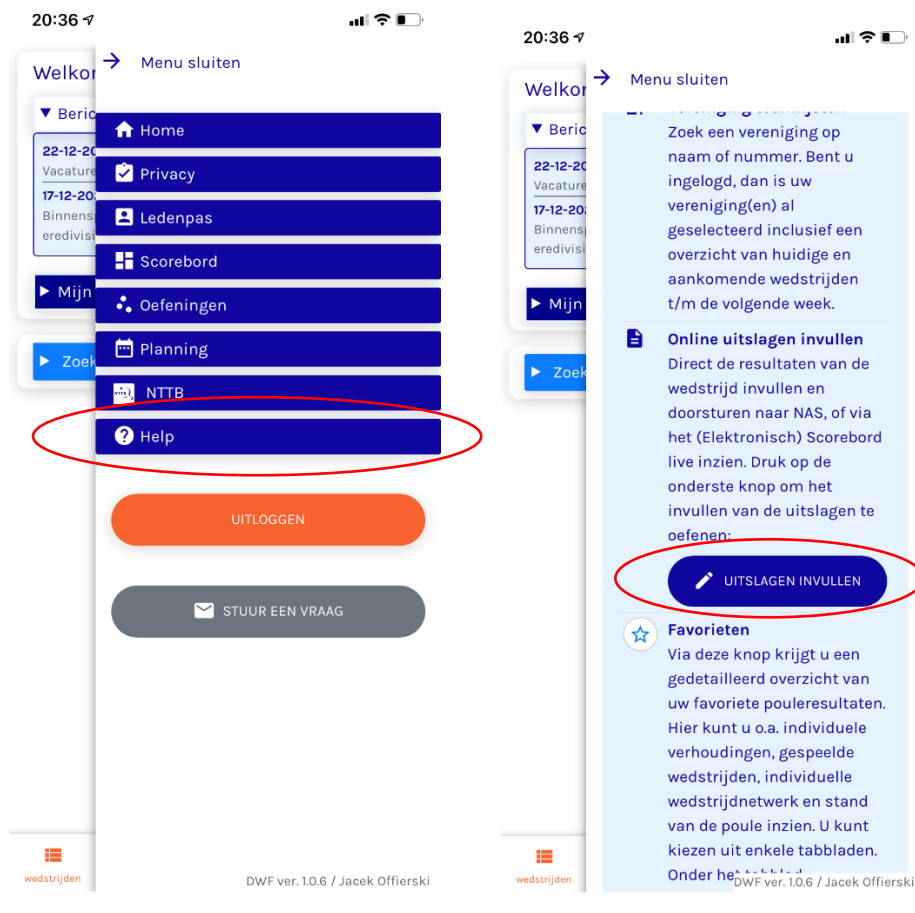 20:36
Menu sluiten
Welkor
▼ Beric
22-12-20
Vacature
17-12-20
Binnens
eredivisi
▶ Mijn
▶ Zoek
Home
Privacy
Ledenpas
Scorebord
Oefeningen
Planning
NTTB NTTB
Help
UITLOGGEN
STUUR EEN VRAAG
wedstrijden
DWF ver. 1.0.6 / Jacek Offierski
20:36
Menu sluiten
Welkor
▼ Beric
22-12-20
Vacature
17-12-20
Binnens
eredivisi
▶ Mijn
▶ Zoek
Zoek een vereniging op
naam of nummer. Bent u
ingelogd, dan is uw
vereniging(en) al
geselecteerd inclusief een
overzicht van huidige en
aankomende wedstrijden
t/m de volgende week.
Online uitslagen invullen
Direct de resultaten van de
wedstrijd invullen en
doorsturen naar NAS, of via
het (Elektronisch) Scorebord
live inzien. Druk op de
onderste knop om het
invullen van de uitslagen te
oefenen:
UITSLAGEN INVULLEN
Favorieten
Via deze knop krijgt u een
gedetailleerd overzicht van
uw favoriete pouleresultaten.
Hier kunt u o.a. individuele
verhoudingen, gespeelde
wedstrijden, individuele
wedstrijdnetwerk en stand
van de poule inzien. U kunt
kiezen uit enkele tabbladen.
Onder het
wedstrijden
DWF ver. 1.0.6 / Jacek Offierski